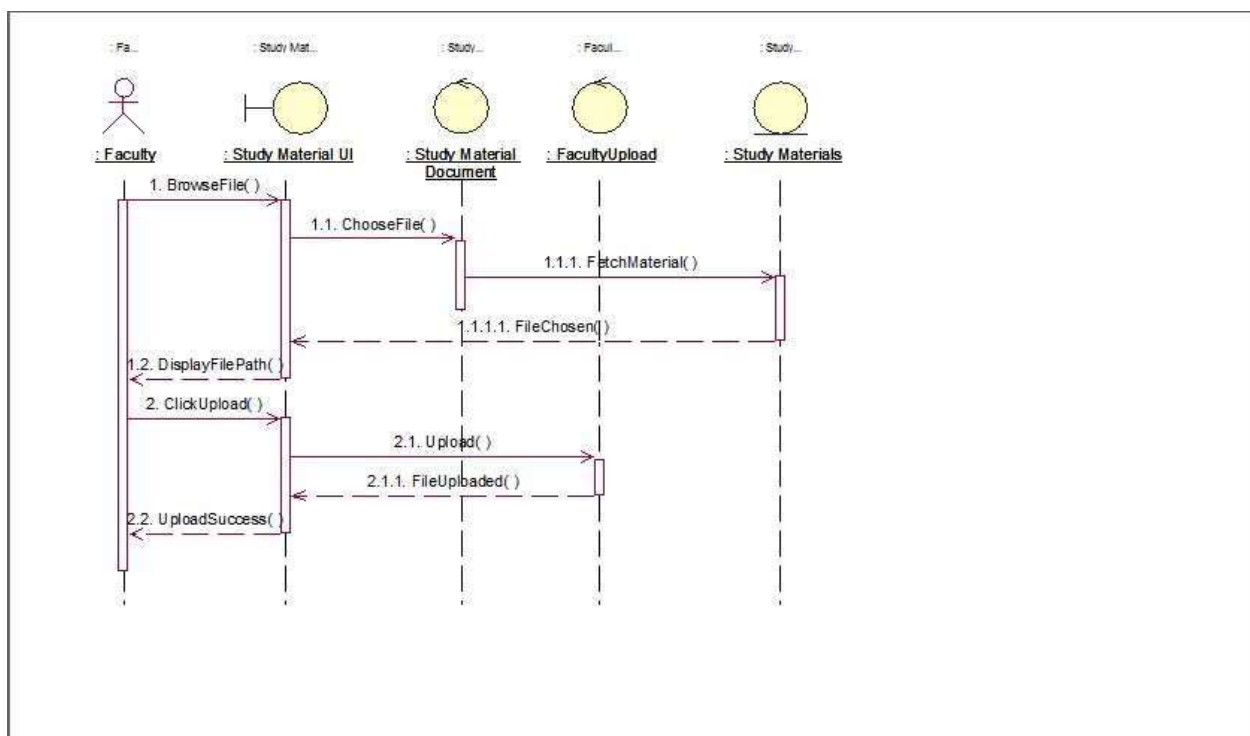 : Fa...
: Study Mat...
: Study...
: Facul...
: Study...
: Faculty
: Study Material UI
: Study Material
Document
: FacultyUpload
: Study Materials
1. BrowseFile( )
1.1. ChooseFile( )
1.1.1. FetchMaterial( )
1.1.1.1. FileChosen( )
1.2. DisplayFilePath( )
2. ClickUpload( )
2.1. Upload( )
2.1.1. FileUploaded( )
2.2. UploadSuccess( )